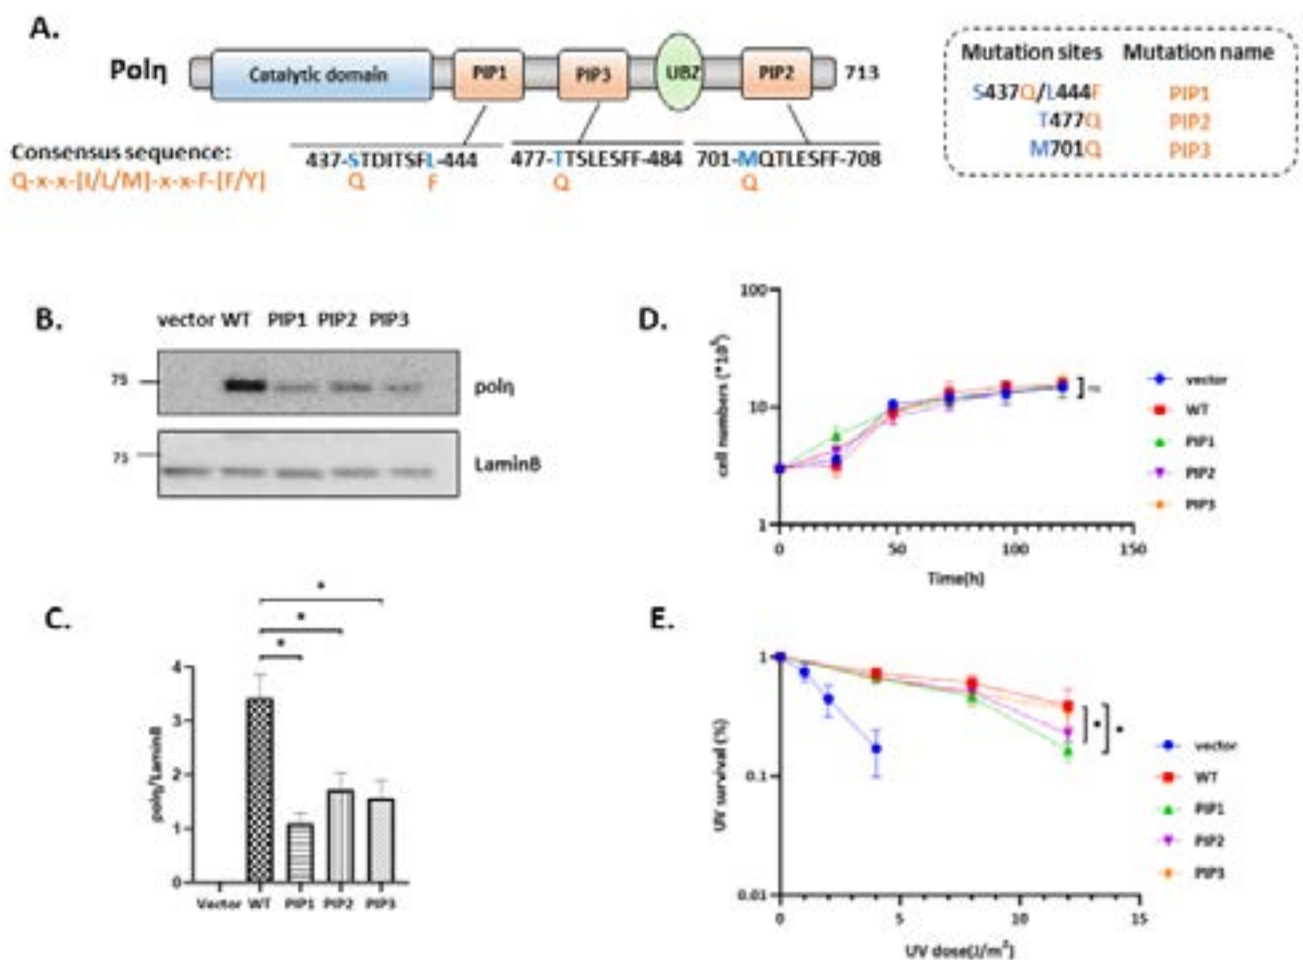 A.
Polη
Catalytic domain
PIP1
PIP3
UBZ
PIP2
713
Consensus sequence:
Q-x-x-[I/L/M]-x-x-F-[F/Y]
437-STDITSFL-444
Q
F
477-TTSLESFF-484
Q
701-MQTLESFF-708
Q
Mutation sites Mutation name
S437Q/L444F PIP1
T477Q PIP2
M701Q PIP3
B.
vector WT PIP1 PIP2 PIP3
75
polη
75
LaminB
C.
*
*
*
polη/LaminB
4
3
2
1
0
Vector WT PIP1 PIP2 PIP3
D.
cell numbers (*10⁵)
100
10
1
0 50 100 150
Time(h)
ns
vector
WT
PIP1
PIP2
PIP3
E.
UV survival (%)
1
0.1
0.01
0 5 10 15
UV dose(J/m²)
*
*
vector
WT
PIP1
PIP2
PIP3